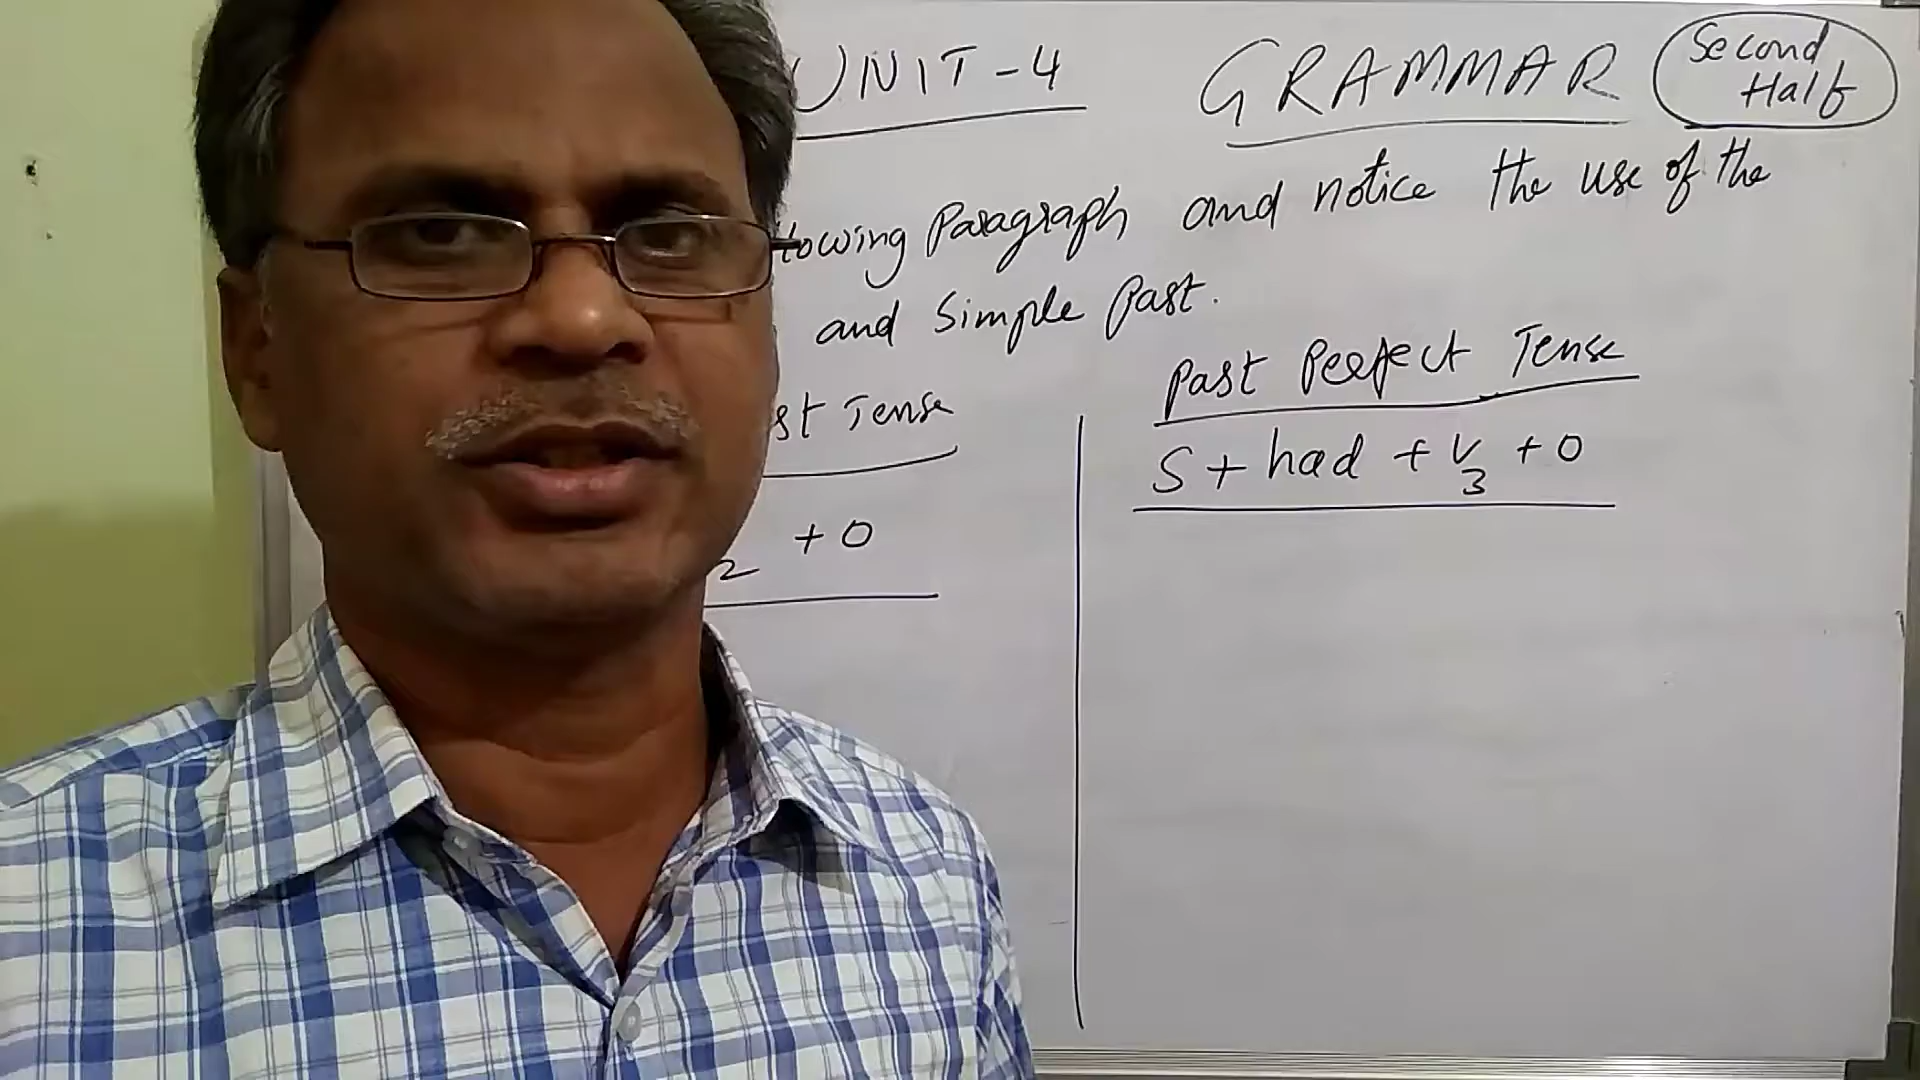 UNIT-4
GRAMMAR
Second
Half
Paragraph and notice the use of the
and Simple Past.
Tense
Past Perfect Tense
S + had + V3 + O
2 + O